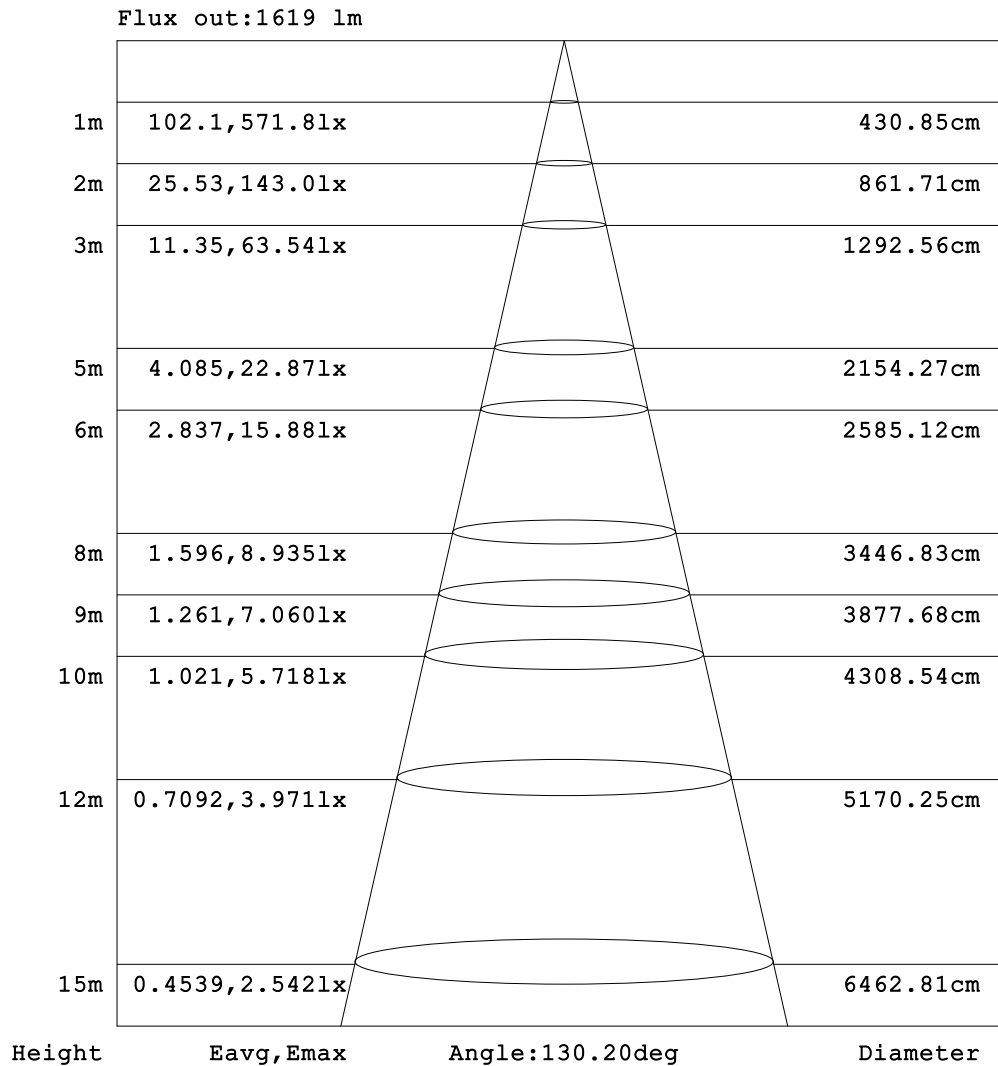 Flux out:1619 lm
1m 102.1,571.8lx 430.85cm
2m 25.53,143.0lx 861.71cm
3m 11.35,63.54lx 1292.56cm
5m 4.085,22.87lx 2154.27cm
6m 2.837,15.88lx 2585.12cm
8m 1.596,8.935lx 3446.83cm
9m 1.261,7.060lx 3877.68cm
10m 1.021,5.718lx 4308.54cm
12m 0.7092,3.971lx 5170.25cm
15m 0.4539,2.542lx 6462.81cm
Height Eavg,Emax Angle:130.20deg Diameter